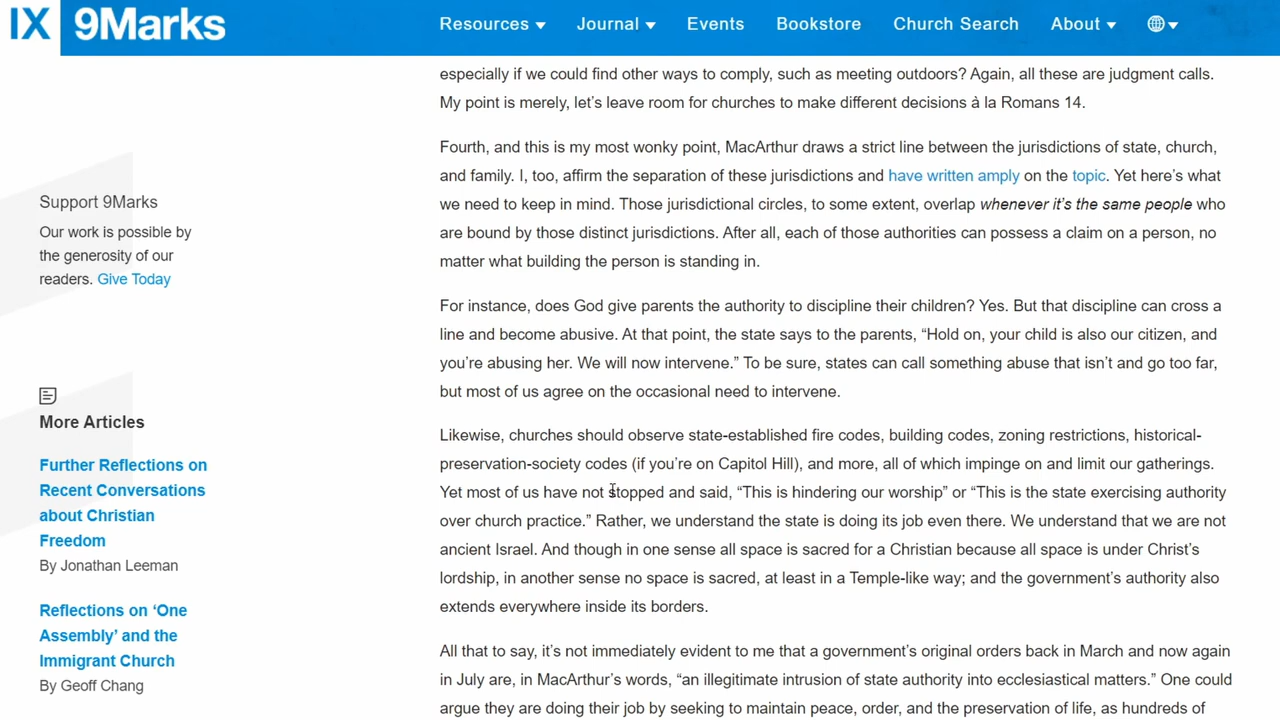 IX 9Marks Resources Journal Events Bookstore Church Search About
especially if we could find other ways to comply, such as meeting outdoors? Again, all these are judgment calls.
My point is merely, let’s leave room for churches to make different decisions à la Romans 14.
Fourth, and this is my most wonky point, MacArthur draws a strict line between the jurisdictions of state, church,
and family. I, too, affirm the separation of these jurisdictions and have written amply on the topic. Yet here’s what
we need to keep in mind. Those jurisdictional circles, to some extent, overlap whenever it’s the same people who
are bound by those distinct jurisdictions. After all, each of those authorities can possess a claim on a person, no
matter what building the person is standing in.
For instance, does God give parents the authority to discipline their children? Yes. But that discipline can cross a
line and become abusive. At that point, the state says to the parents, “Hold on, your child is also our citizen, and
you’re abusing her. We will now intervene.” To be sure, states can call something abuse that isn’t and go too far,
but most of us agree on the occasional need to intervene.
Likewise, churches should observe state-established fire codes, building codes, zoning restrictions, historical-
preservation-society codes (if you’re on Capitol Hill), and more, all of which impinge on and limit our gatherings.
Yet most of us have not stopped and said, “This is hindering our worship” or “This is the state exercising authority
over church practice.” Rather, we understand the state is doing its job even there. We understand that we are not
ancient Israel. And though in one sense all space is sacred for a Christian because all space is under Christ’s
lordship, in another sense no space is sacred, at least in a Temple-like way; and the government’s authority also
extends everywhere inside its borders.
All that to say, it’s not immediately evident to me that a government’s original orders back in March and now again
in July are, in MacArthur’s words, “an illegitimate intrusion of state authority into ecclesiastical matters.” One could
argue they are doing their job by seeking to maintain peace, order, and the preservation of life, as hundreds of
Support 9Marks
Our work is possible by
the generosity of our
readers. Give Today
More Articles
Further Reflections on
Recent Conversations
about Christian
Freedom
By Jonathan Leeman
Reflections on ‘One
Assembly’ and the
Immigrant Church
By Geoff Chang